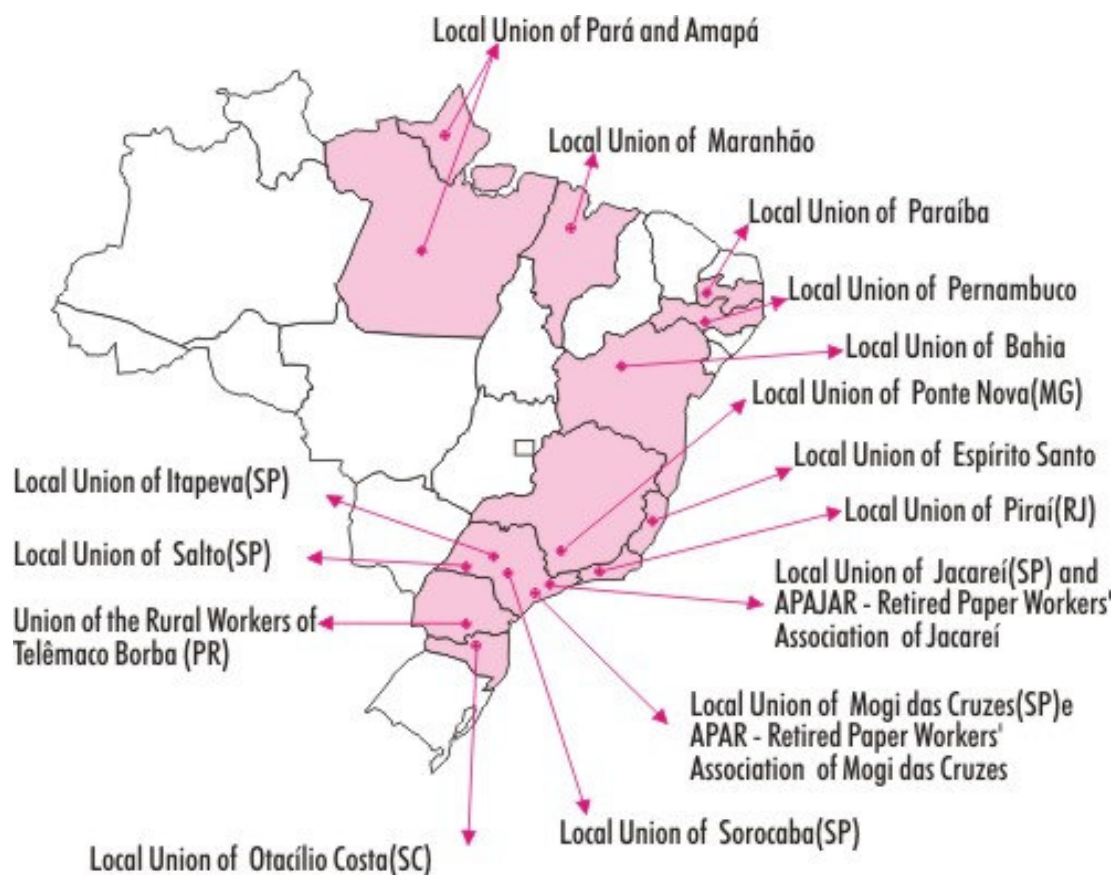 Local Union of Pará and Amapá
Local Union of Maranhão
Local Union of Paraíba
Local Union of Pernambuco
Local Union of Bahia
Local Union of Ponte Nova(MG)
Local Union of Espírito Santo
Local Union of Itapeva(SP)
Local Union of Piraí(RJ)
Local Union of Salto(SP)
Local Union of Jacareí(SP) and
APAJAR - Retired Paper Workers'
Association of Jacareí
Union of the Rural Workers of
Telêmaco Borba (PR)
Local Union of Mogi das Cruzes(SP)e
APAR - Retired Paper Workers'
Association of Mogi das Cruzes
Local Union of Sorocaba(SP)
Local Union of Otacílio Costa(SC)